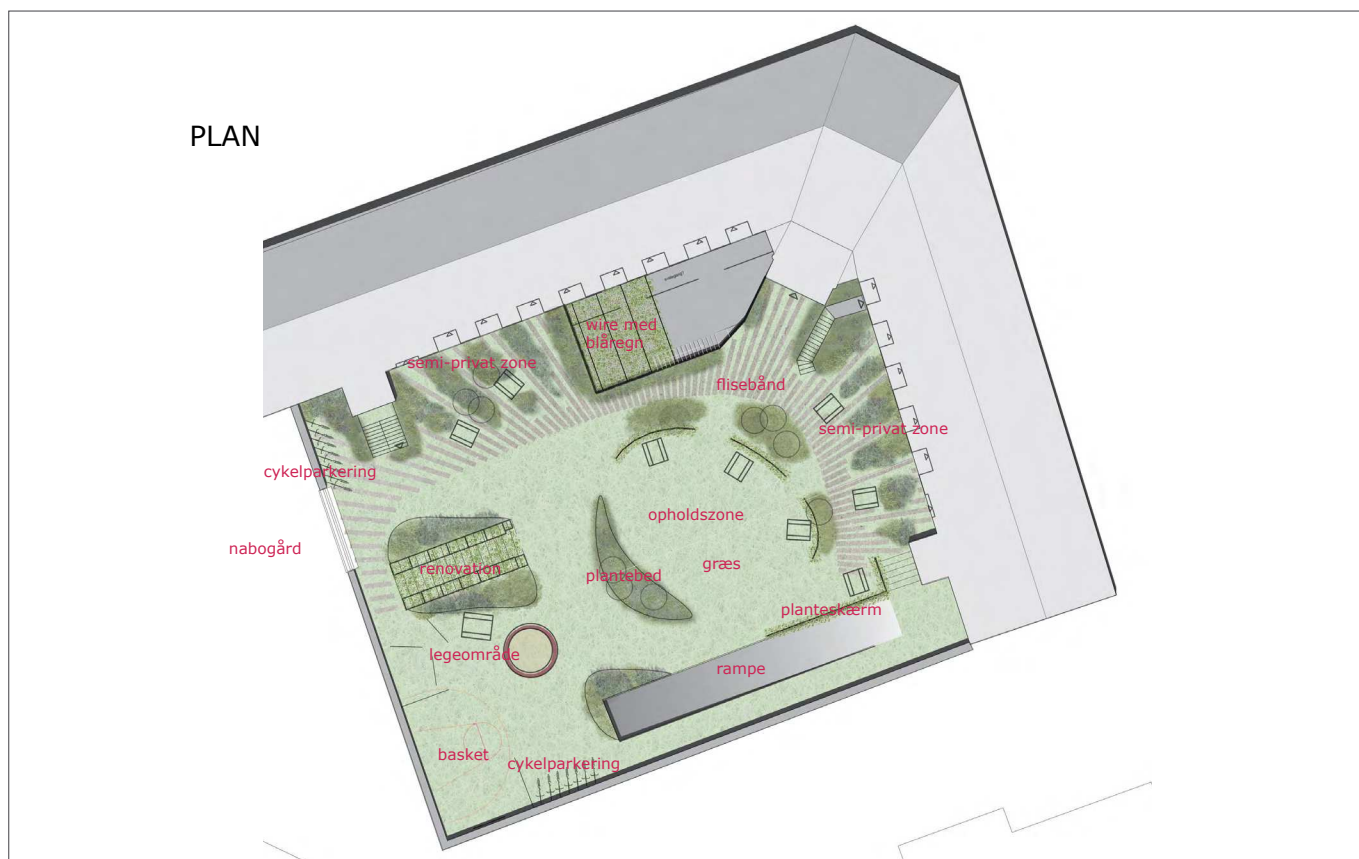 PLAN
wire med
blåregn
semi-privat zone
flisebånd
semi-privat zone
cykelparkering
opholdszone
nabogård
græs
renovation
plantebed
planteskærm
legeområde
rampe
basket
cykelparkering